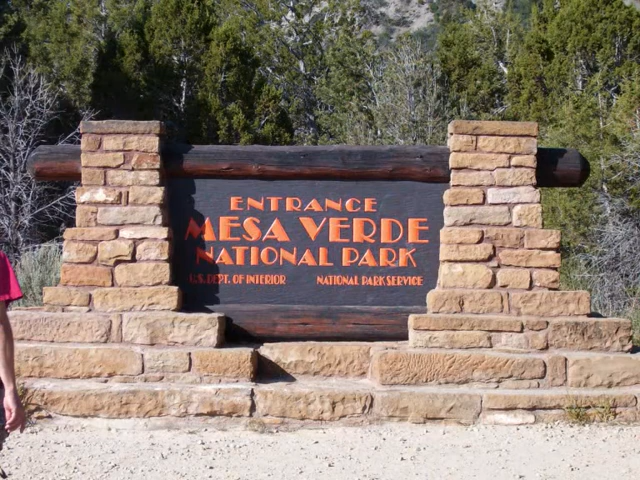 ENTRANCE
MESA VERDE
NATIONAL PARK
U.S. DEPT. OF INTERIOR NATIONAL PARK SERVICE